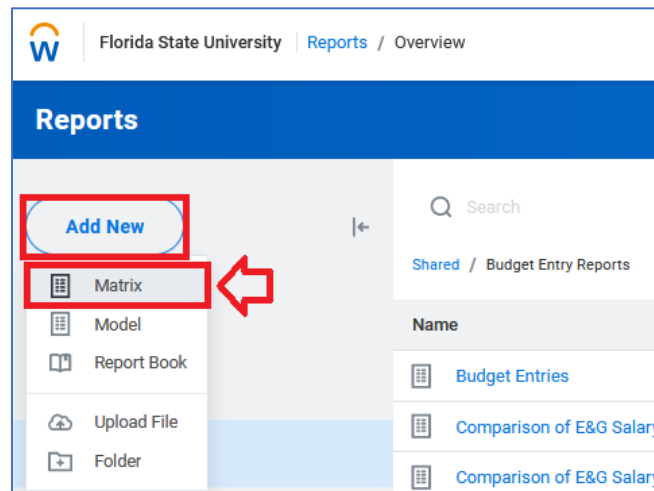 Florida State University Reports / Overview
Reports
Add New
Matrix
Model
Report Book
Upload File
Folder
Search
Shared / Budget Entry Reports
Name
Budget Entries
Comparison of E&G Salary
Comparison of E&G Salary